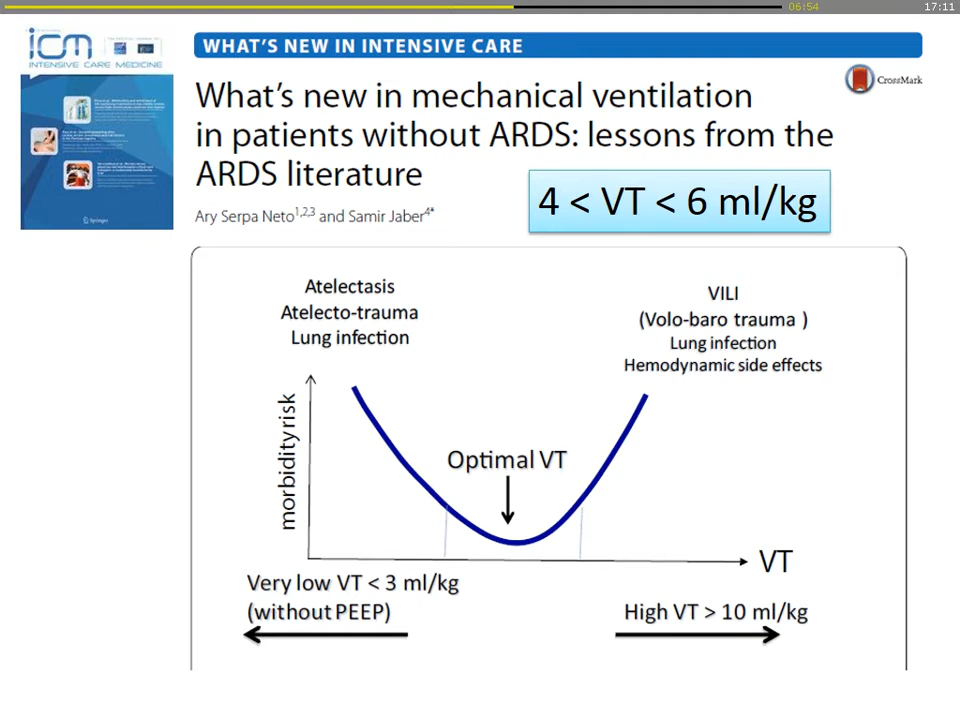 06:54
17:11
icm
INTENSIVE CARE MEDICINE
WHAT'S NEW IN INTENSIVE CARE
CrossMark
What's new in mechanical ventilation
in patients without ARDS: lessons from the
ARDS literature
4 < VT < 6 ml/kg
Ary Serpa Neto1,2,3 and Samir Jaber4*
Springer
Atelectasis
Atelecto-trauma
Lung infection
VILI
(Volo-baro trauma )
Lung infection
Hemodynamic side effects
morbidity risk
Optimal VT
VT
Very low VT < 3 ml/kg
(without PEEP)
High VT > 10 ml/kg